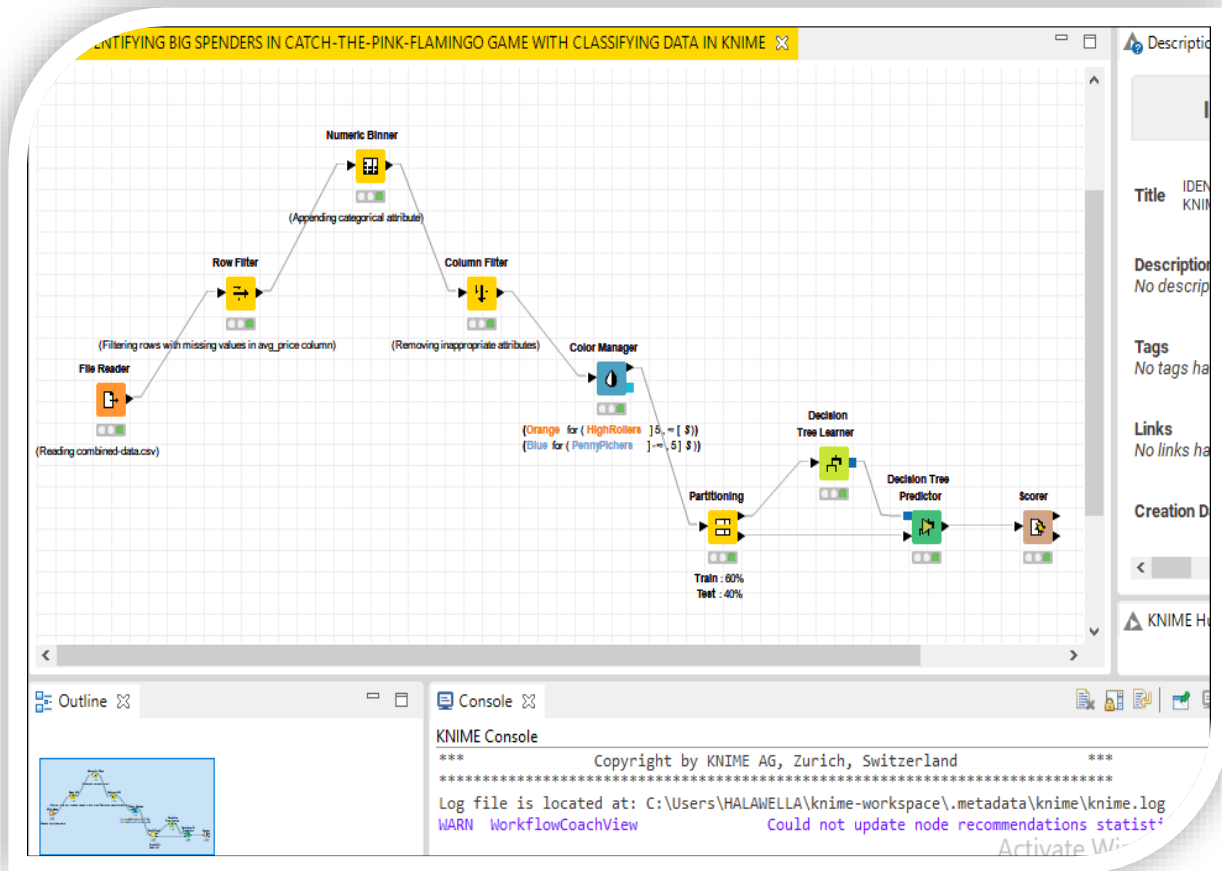 ENTIFYING BIG SPENDERS IN CATCH-THE-PINK-FLAMINGO GAME WITH CLASSIFYING DATA IN KNIME
Numeric Binner
(Appending categorical attribute)
Row Filter
(Filtering rows with missing values in avg_price column)
Column Filter
(Removing inappropriate attributes)
File Reader
(Reading combined-data.csv)
Color Manager
(Orange for ( HighRollers ]5, ∞ [ $))
(Blue for ( PennyPichers ]-∞ , 5] $))
Decision
Tree Learner
Partitioning
Train : 60%
Test : 40%
Decision Tree
Predictor
Scorer
Descriptio
Title IDEN
KNIM
Description
No descrip
Tags
No tags ha
Links
No links ha
Creation Da
KNIME Hu
Outline
Console
KNIME Console
*** Copyright by KNIME AG, Zurich, Switzerland ***
Log file is located at: C:\Users\HALAWELLA\knime-workspace\.metadata\knime\knime.log
WARN WorkflowCoachView Could not update node recommendations statisti
Activate Wi